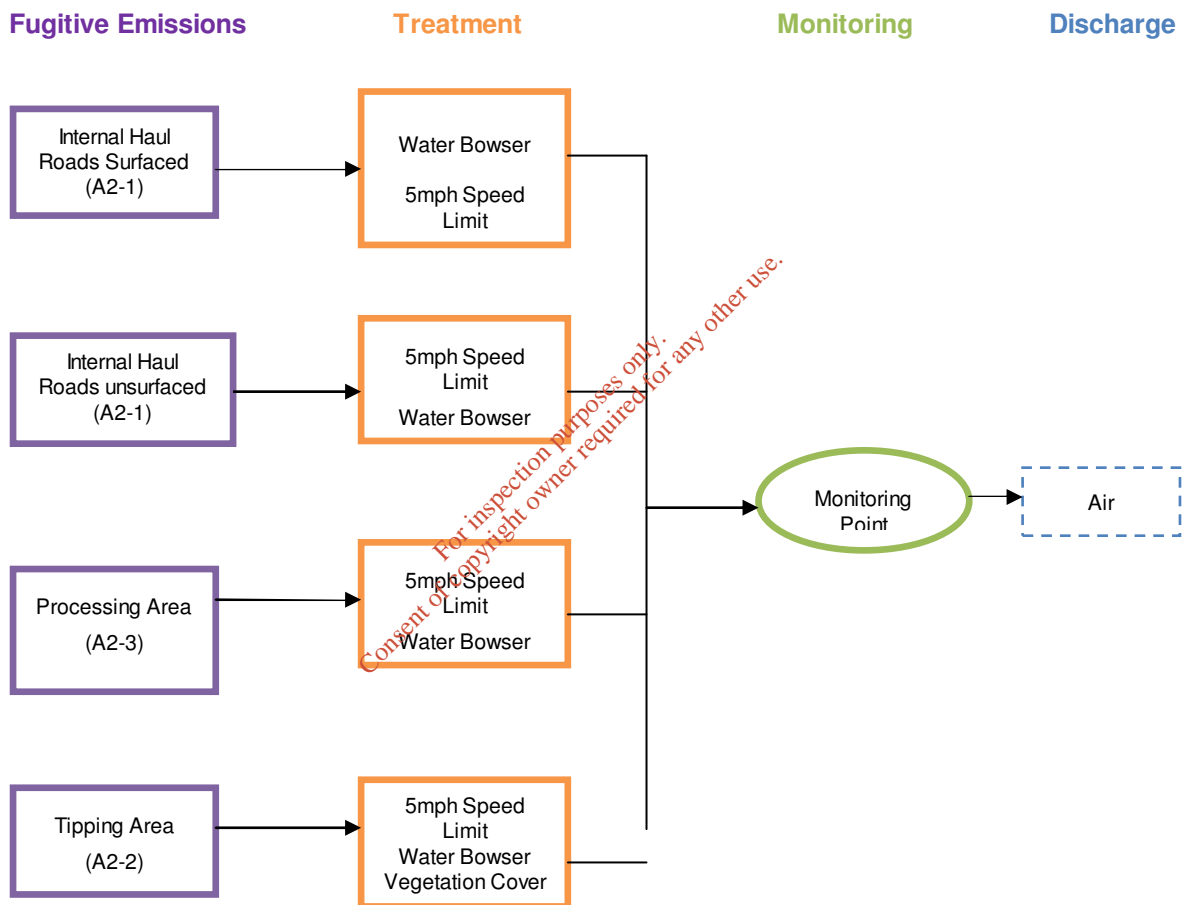 Fugitive Emissions
Treatment
Monitoring
Discharge
Internal Haul
Roads Surfaced
(A2-1)
Water Bowser
5mph Speed
Limit
Internal Haul
Roads unsurfaced
(A2-1)
5mph Speed
Limit
Water Bowser
Processing Area
(A2-3)
5mph Speed
Limit
Water Bowser
Tipping Area
(A2-2)
5mph Speed
Limit
Water Bowser
Vegetation Cover
Monitoring
Point
Air
For inspection purposes only.
Consent of copyright owner required for any other use.